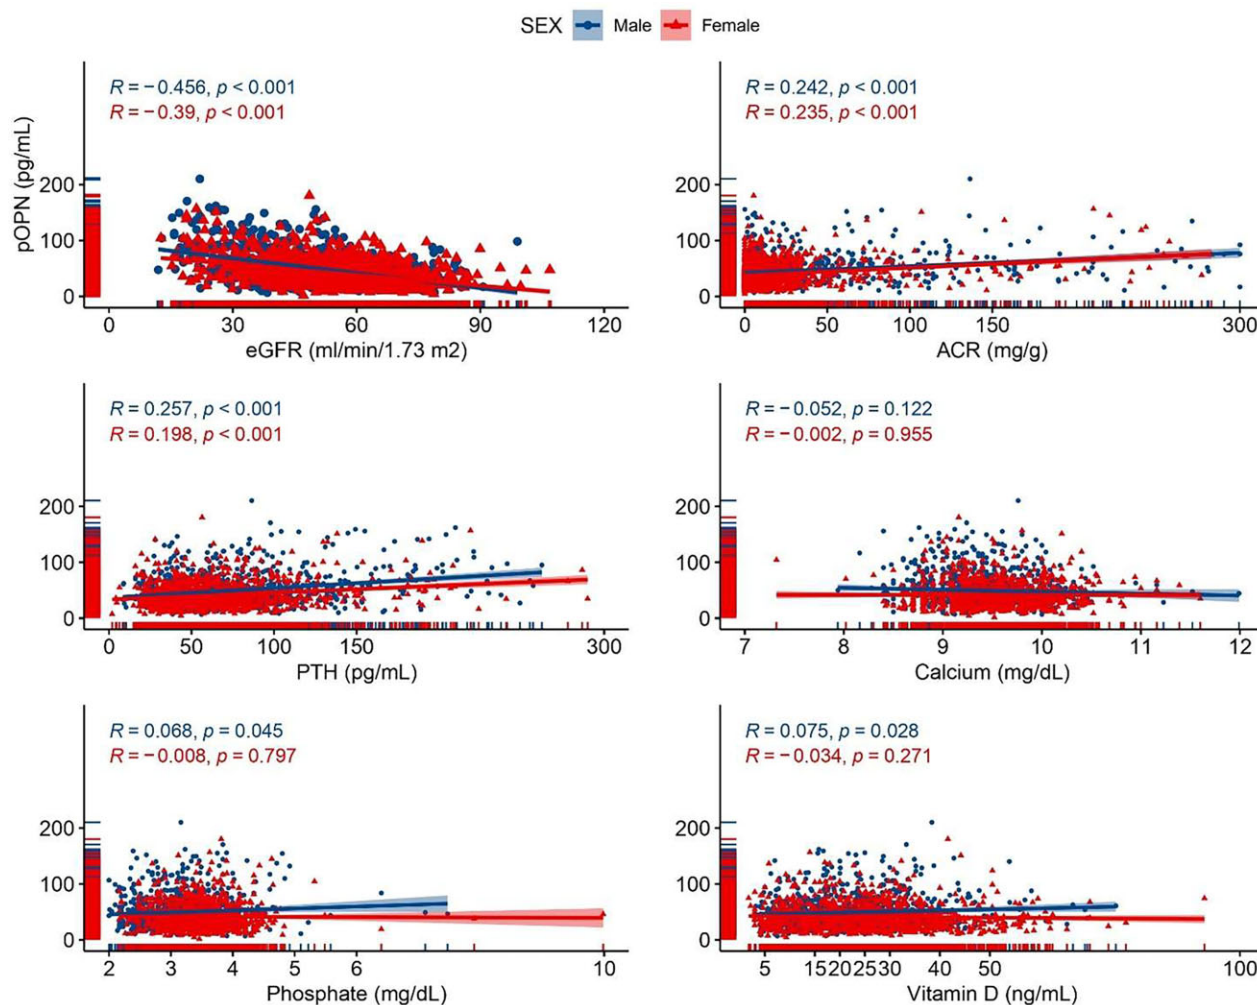 SEX Male Female
R = −0.456, p < 0.001
R = −0.39, p < 0.001
pOPN (pg/mL)
200
100
0
0 30 60 90 120
eGFR (ml/min/1.73 m2)
R = 0.242, p < 0.001
R = 0.235, p < 0.001
200
100
0
0 50 100 150 300
ACR (mg/g)
R = 0.257, p < 0.001
R = 0.198, p < 0.001
200
100
0
0 50 100 150 300
PTH (pg/mL)
R = −0.052, p = 0.122
R = −0.002, p = 0.955
200
100
0
7 8 9 10 11 12
Calcium (mg/dL)
R = 0.068, p = 0.045
R = −0.008, p = 0.797
200
100
0
2 3 4 5 6 10
Phosphate (mg/dL)
R = 0.075, p = 0.028
R = −0.034, p = 0.271
200
100
0
5 15 20 25 30 40 50 100
Vitamin D (ng/mL)